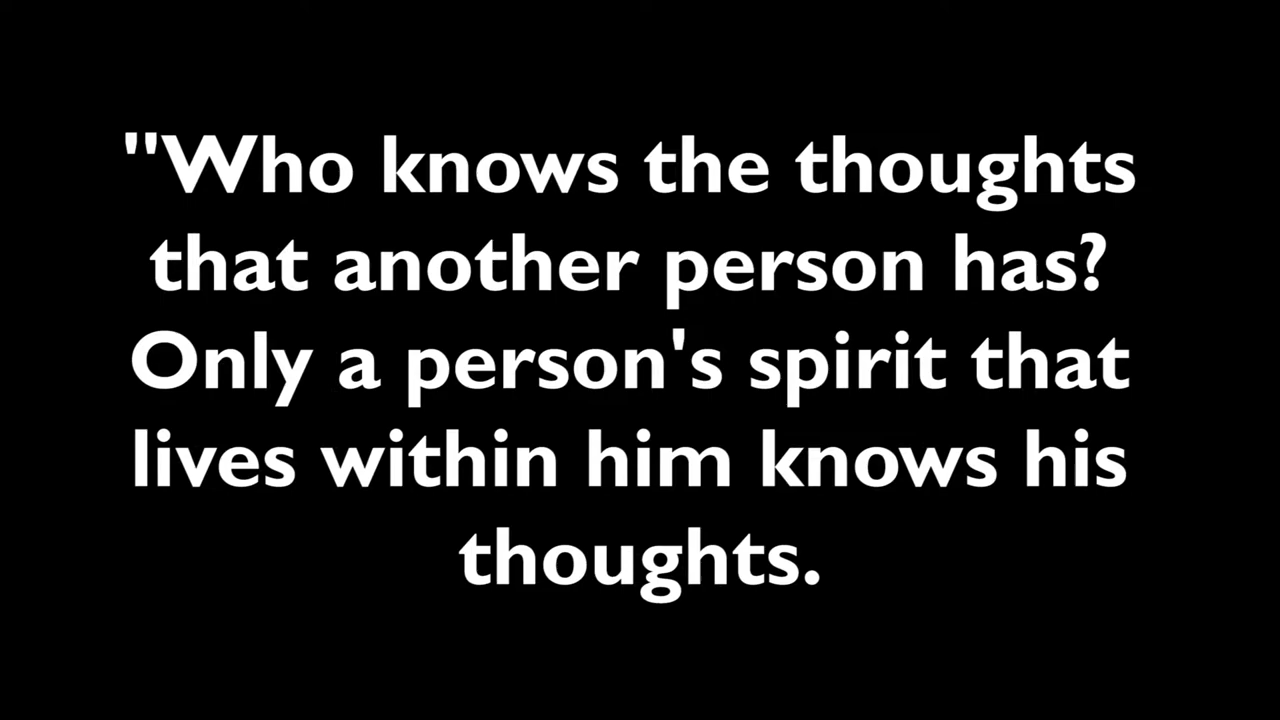 "Who knows the thoughts
that another person has?
Only a person's spirit that
lives within him knows his
thoughts.